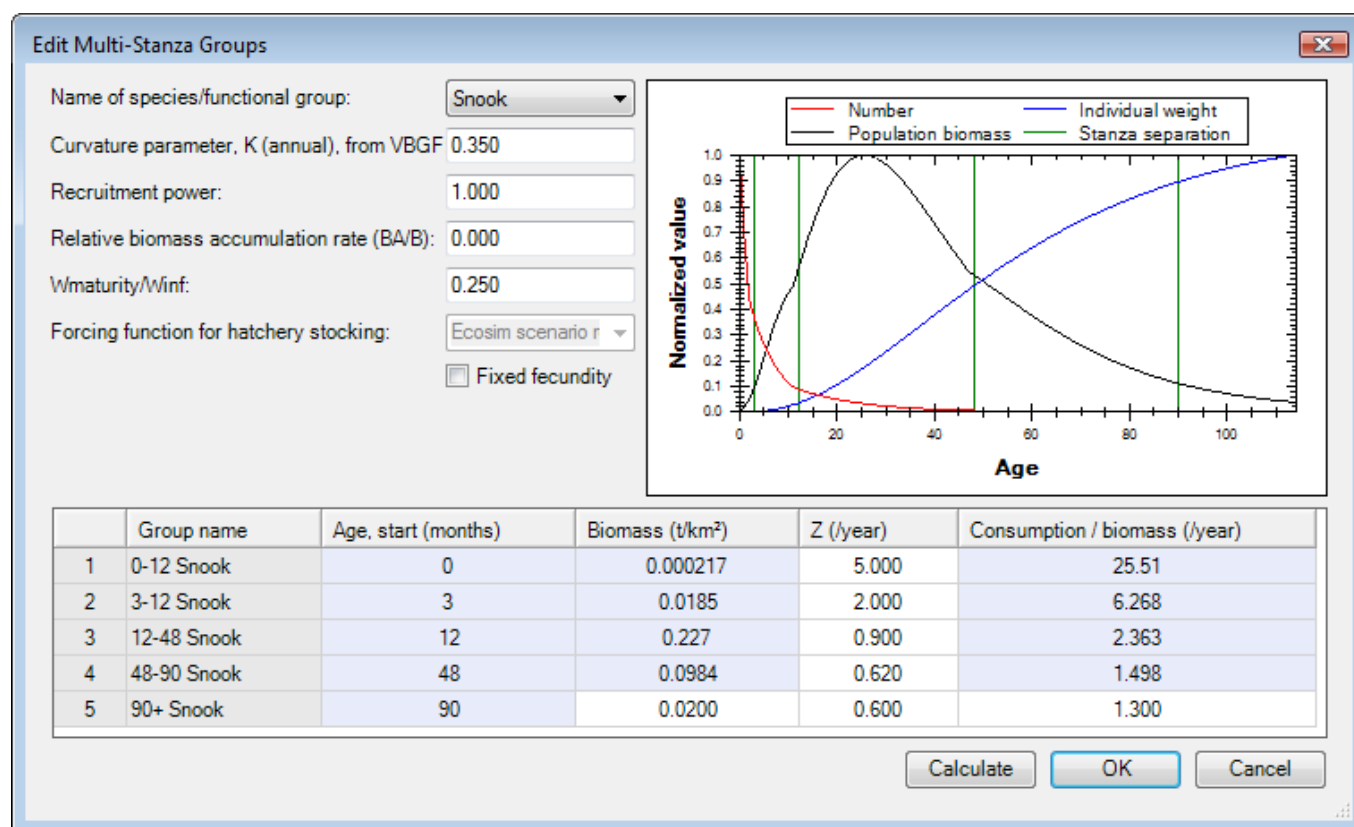 Edit Multi-Stanza Groups
Name of species/functional group: Snook
Curvature parameter, K (annual), from VBGF 0.350
Recruitment power: 1.000
Relative biomass accumulation rate (BA/B): 0.000
Wmaturity/Winf: 0.250
Forcing function for hatchery stocking: Ecosim scenario r
Fixed fecundity
Number Individual weight
Population biomass Stanza separation
Normalized value
1.0
0.9
0.8
0.7
0.6
0.5
0.4
0.3
0.2
0.1
0.0
0 20 40 60 80 100
Age
Group name Age, start (months) Biomass (t/km²) Z (/year) Consumption / biomass (/year)
1 0-12 Snook 0 0.000217 5.000 25.51
2 3-12 Snook 3 0.0185 2.000 6.268
3 12-48 Snook 12 0.227 0.900 2.363
4 48-90 Snook 48 0.0984 0.620 1.498
5 90+ Snook 90 0.0200 0.600 1.300
Calculate OK Cancel